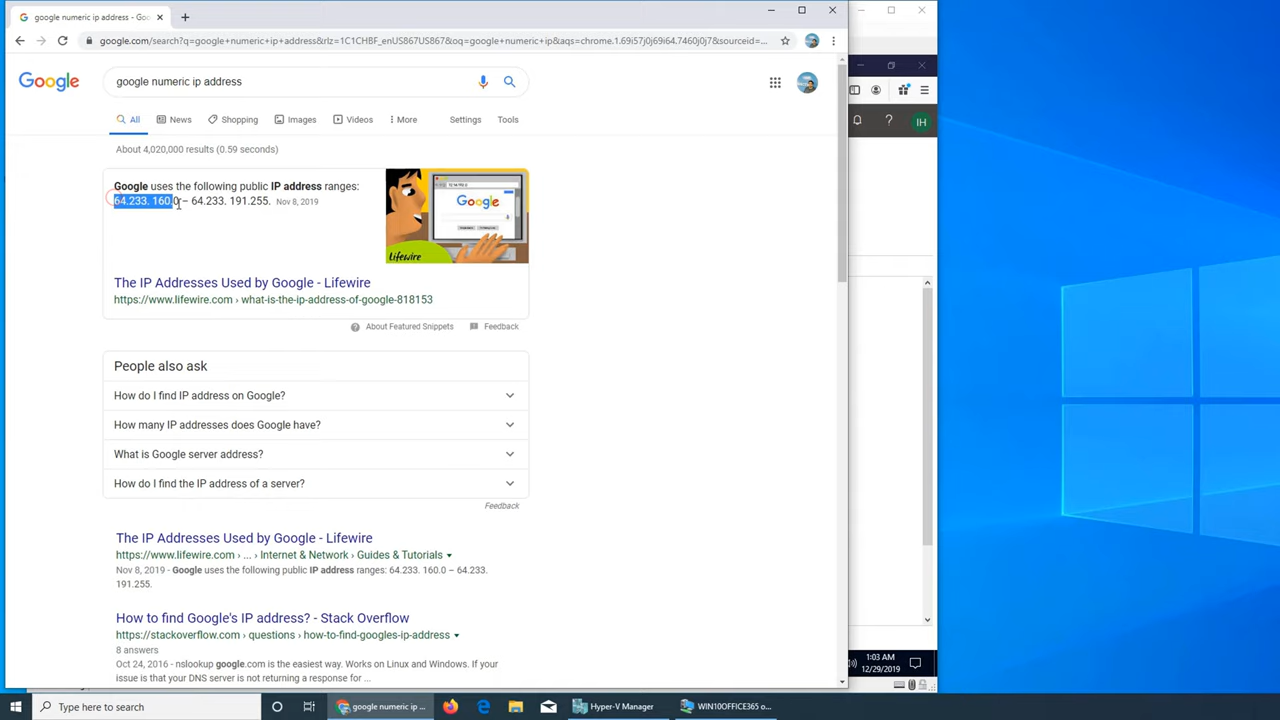 google numeric ip address - Goo
google.com/search?q=google+numeric+ip+address&rlz=1C1CHBF_enUS867US867&oq=google+numeric+ip&aqs=chrome.1.69i57j0j69i64.7460j0j7&sourceid=...
Google
google numeric ip address
All
News
Shopping
Images
Videos
More
Settings
Tools
IH
About 4,020,000 results (0.59 seconds)
Google uses the following public IP address ranges:
64.233. 160.0 – 64.233. 191.255. Nov 8, 2019
Google
Lifewire
The IP Addresses Used by Google - Lifewire
https://www.lifewire.com › what-is-the-ip-address-of-google-818153
About Featured Snippets
Feedback
People also ask
How do I find IP address on Google?
How many IP addresses does Google have?
What is Google server address?
How do I find the IP address of a server?
Feedback
The IP Addresses Used by Google - Lifewire
https://www.lifewire.com › ... › Internet & Network › Guides & Tutorials
Nov 8, 2019 - Google uses the following public IP address ranges: 64.233. 160.0 – 64.233.
191.255.
How to find Google's IP address? - Stack Overflow
https://stackoverflow.com › questions › how-to-find-googles-ip-address
8 answers
Oct 24, 2016 - nslookup google.com is the easiest way. Works on Linux and Windows. If your
issue is that your DNS server is not returning a response for ...
1:03 AM
12/29/2019
Type here to search
google numeric ip ...
Hyper-V Manager
WIN10OFFICE365 o...